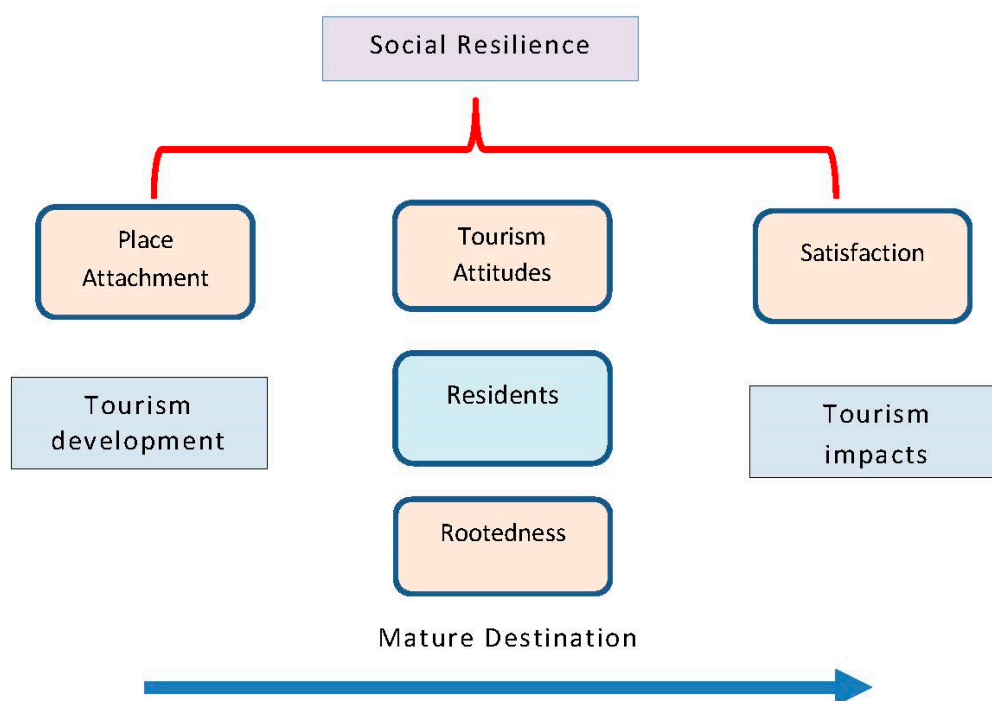 Social Resilience
Place
Attachment
Tourism
Attitudes
Satisfaction
Tourism
development
Residents
Tourism
impacts
Rootedness
Mature Destination